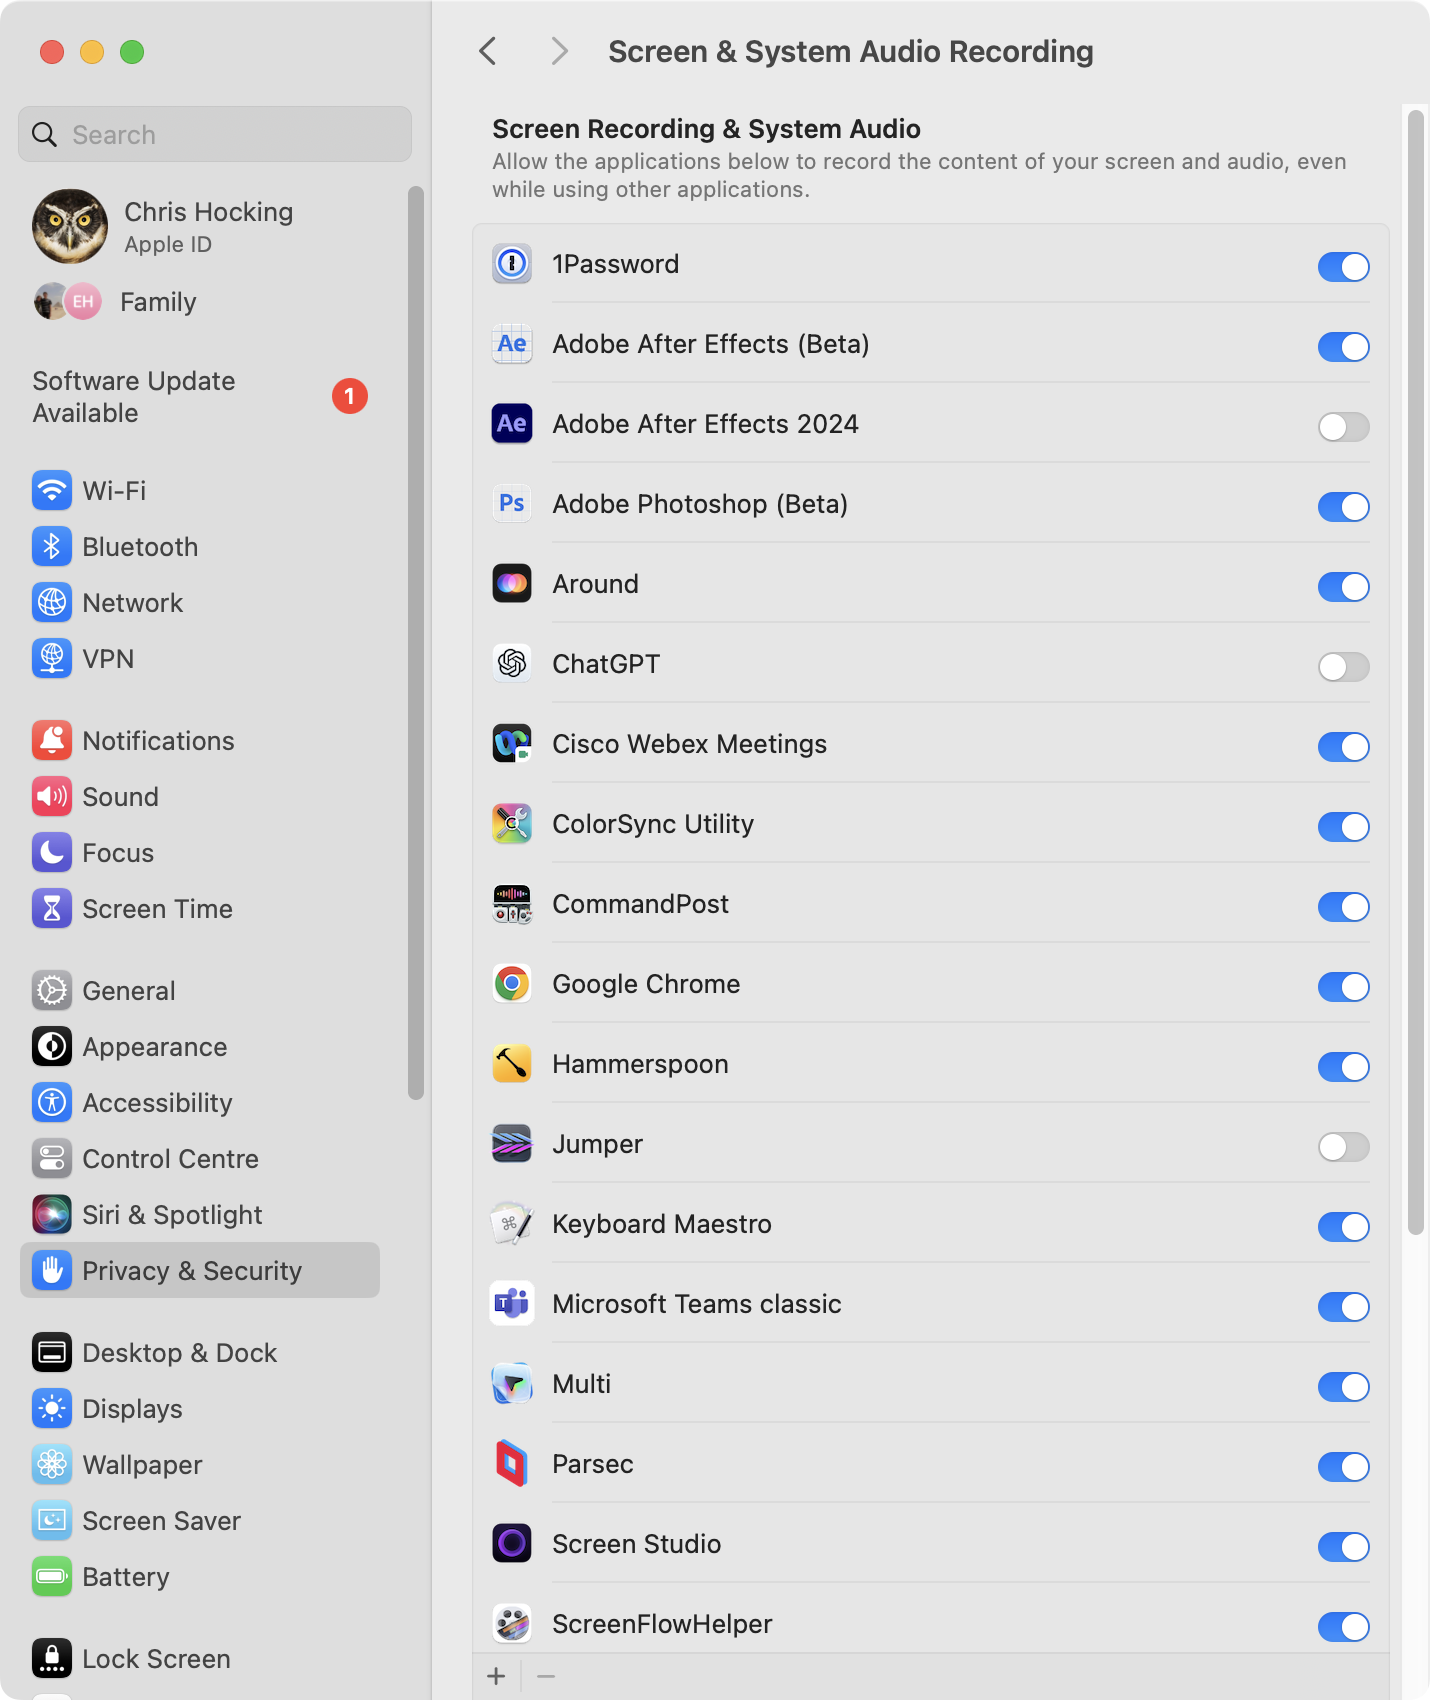 Search
Chris Hocking
Apple ID
EH
Family
Software Update
Available
1
Wi-Fi
Bluetooth
Network
VPN
Notifications
Sound
Focus
Screen Time
General
Appearance
Accessibility
Control Centre
Siri & Spotlight
Privacy & Security
Desktop & Dock
Displays
Wallpaper
Screen Saver
Battery
Lock Screen
Screen & System Audio Recording
Screen Recording & System Audio
Allow the applications below to record the content of your screen and audio, even
while using other applications.
1Password
Ae Adobe After Effects (Beta)
Ae Adobe After Effects 2024
Ps Adobe Photoshop (Beta)
Around
ChatGPT
Cisco Webex Meetings
ColorSync Utility
CommandPost
Google Chrome
Hammerspoon
Jumper
⌘ Keyboard Maestro
T Microsoft Teams classic
Multi
Parsec
Screen Studio
ScreenFlowHelper
+ −